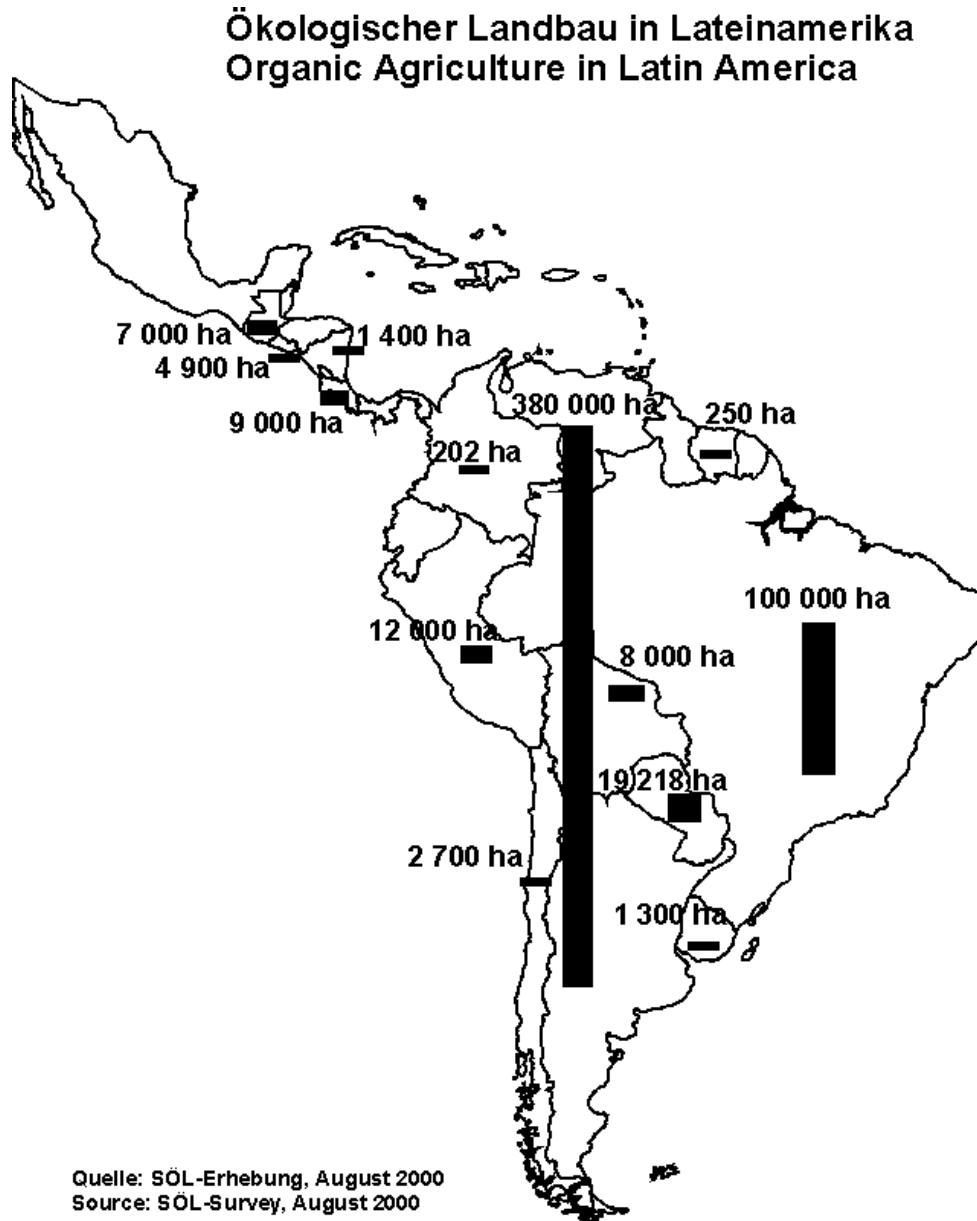 Ökologischer Landbau in Lateinamerika
Organic Agriculture in Latin America
7 000 ha
1 400 ha
4 900 ha
9 000 ha
380 000 ha
250 ha
202 ha
100 000 ha
12 000 ha
8 000 ha
19 218 ha
2 700 ha
1 300 ha
Quelle: SÖL-Erhebung, August 2000
Source: SÖL-Survey, August 2000